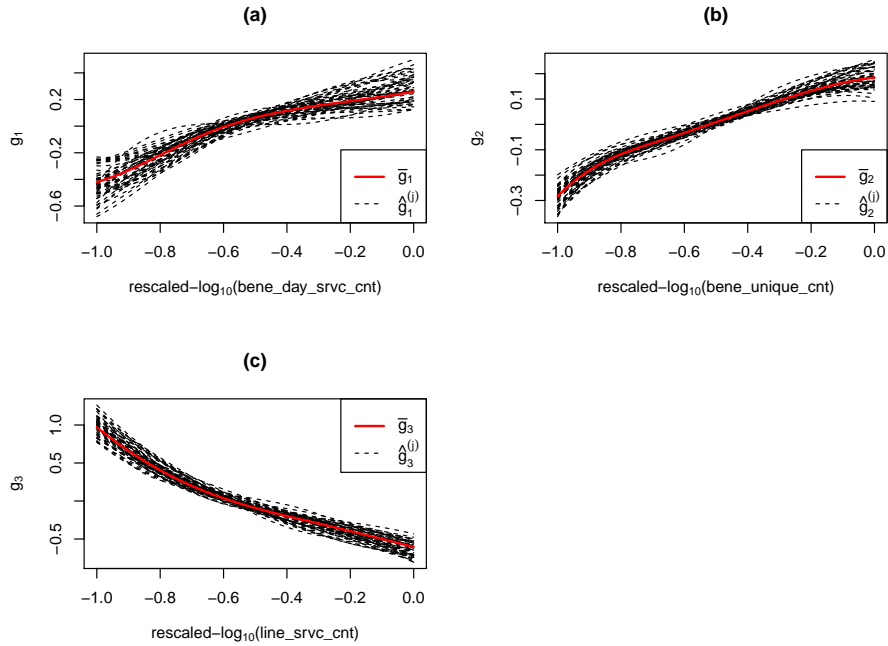 (a)
g₁
0.2
−0.2
−0.6
−1.0 −0.8 −0.6 −0.4 −0.2 0.0
rescaled−log₁₀(bene_day_srvc_cnt)
g̅₁
ĝ₁⁽ʲ⁾
(b)
g₂
0.1
−0.1
−0.3
−1.0 −0.8 −0.6 −0.4 −0.2 0.0
rescaled−log₁₀(bene_unique_cnt)
g̅₂
ĝ₂⁽ʲ⁾
(c)
g₃
1.0
0.5
−0.5
−1.0 −0.8 −0.6 −0.4 −0.2 0.0
rescaled−log₁₀(line_srvc_cnt)
g̅₃
ĝ₃⁽ʲ⁾